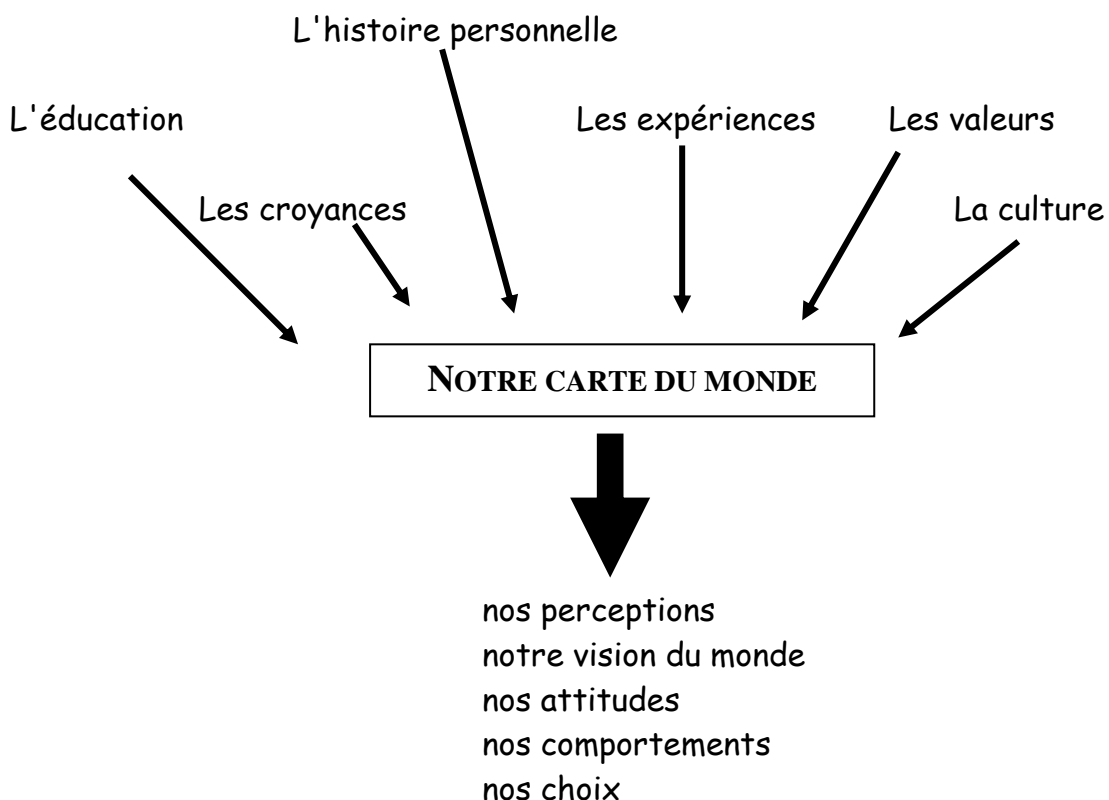 L'histoire personnelle
L'éducation
Les expériences
Les valeurs
Les croyances
La culture
NOTRE CARTE DU MONDE
nos perceptions
notre vision du monde
nos attitudes
nos comportements
nos choix